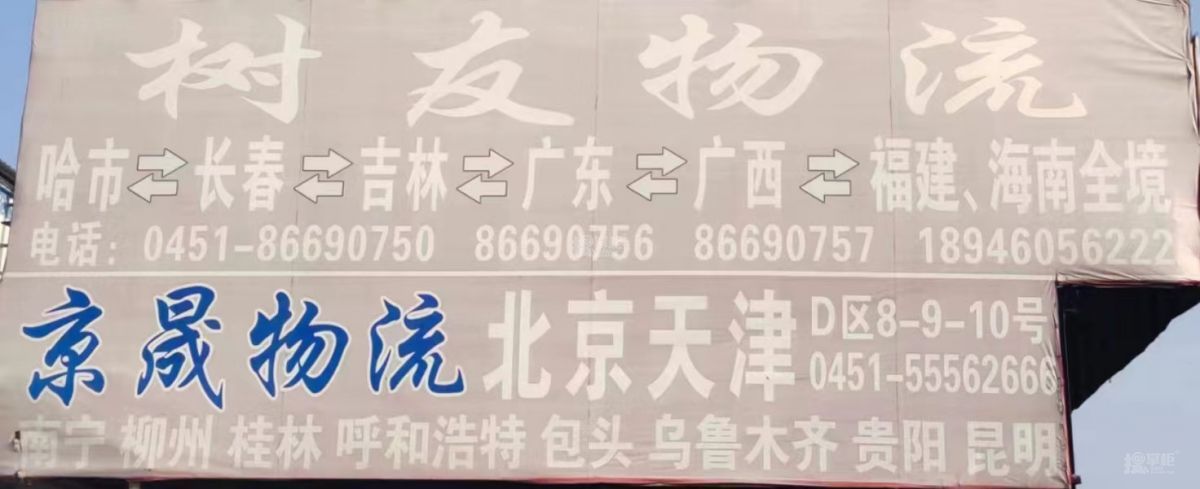 树友物流
哈市⇄长春⇄吉林⇄广东⇄广西⇄福建、海南全境
电话：0451-86690750 86690756 86690757 18946056222
京晟物流 北京天津 D区8-9-10号
0451-55562666
南宁 柳州 桂林 呼和浩特 包头 乌鲁木齐 贵阳 昆明